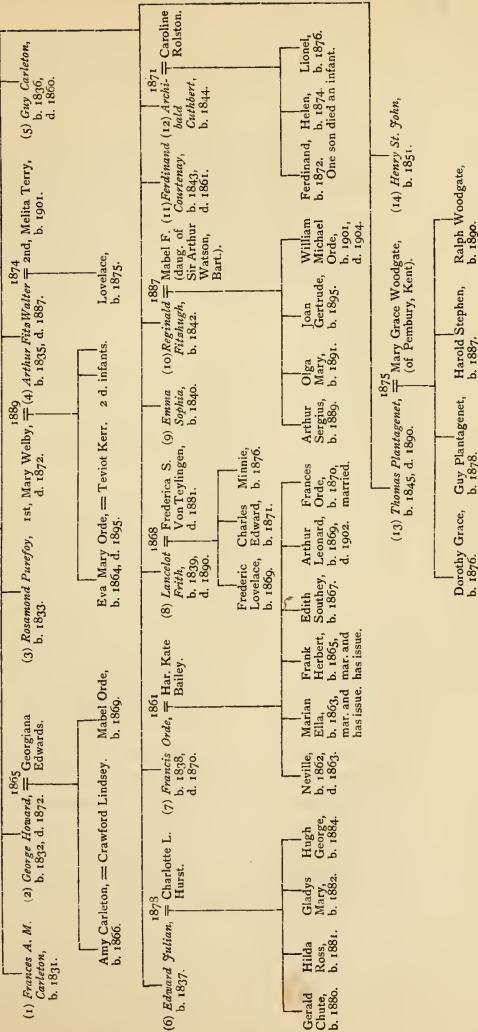 (1) Frances A. M.
Carleton,
b. 1831.
1865
(2) George Howard, = Georgiana
b. 1832, d. 1872. Edwards.
(3) Rosamond Purefoy,
b. 1833.
1889
1st, Mary Welby, = (4) Arthur FitzWalter = 2nd, Melita Terry,
d. 1872. b. 1835, d. 1887. b. 1901.
1874
(5) Guy Carleton,
b. 1836,
d. 1860.
Amy Carleton, = Crawford Lindsey.
b. 1866.
Mabel Orde,
b. 1869.
Eva Mary Orde, = Teviot Kerr.
b. 1864, d. 1895.
2 d. infants.
Lovelace,
b. 1875.
1878
(6) Edward Julian, = Charlotte L.
b. 1837. Hurst.
1861
(7) Francis Orde, = Har. Kate
b. 1838, Bailey.
d. 1870.
1868
(8) Lancelot = Frederica S.
Frith, Von Teylingen,
b. 1839, d. 1881.
d. 1890.
(9) Emma
Sophia,
b. 1840.
1887
(10) Reginald = Mabel F.
Fitzhugh, (daug. of
b. 1842. Sir Arthur
Watson,
Bart.).
(11) Ferdinand
Courtenay,
b. 1843,
d. 1861.
1871
(12) Archi- = Caroline
bald Rolston.
Cuthbert,
b. 1844.
Frederic
Lovelace,
b. 1869.
Charles
Edward,
b. 1871.
Minnie,
b. 1876.
Ferdinand,
b. 1872.
Helen,
b. 1874.
Lionel,
b. 1876.
One son died an infant.
Gerald
Chute,
b. 1880.
Hilda
Ross,
b. 1881.
Gladys
Mary,
b. 1882.
Hugh
George,
b. 1884.
Neville,
b. 1862,
d. 1863.
Marian
Ella,
b. 1863,
mar. and
has issue.
Frank
Herbert,
b. 1865,
mar. and
has issue.
Edith
Southey,
b. 1867.
Arthur
Leonard,
b. 1869,
d. 1902.
Frances
Orde,
b. 1870,
married.
Arthur
Sergius,
b. 1889.
Olga
Mary,
b. 1891.
Joan
Gertrude,
b. 1895.
William
Michael
Orde,
b. 1901,
d. 1904.
1875
(13) Thomas Plantagenet, = Mary Grace Woodgate,
b. 1845, d. 1890. (of Pembury, Kent).
(14) Henry St. John,
b. 1851.
Dorothy Grace,
b. 1876.
Guy Plantagenet,
b. 1878.
Harold Stephen,
b. 1887.
Ralph Woodgate,
b. 1890.